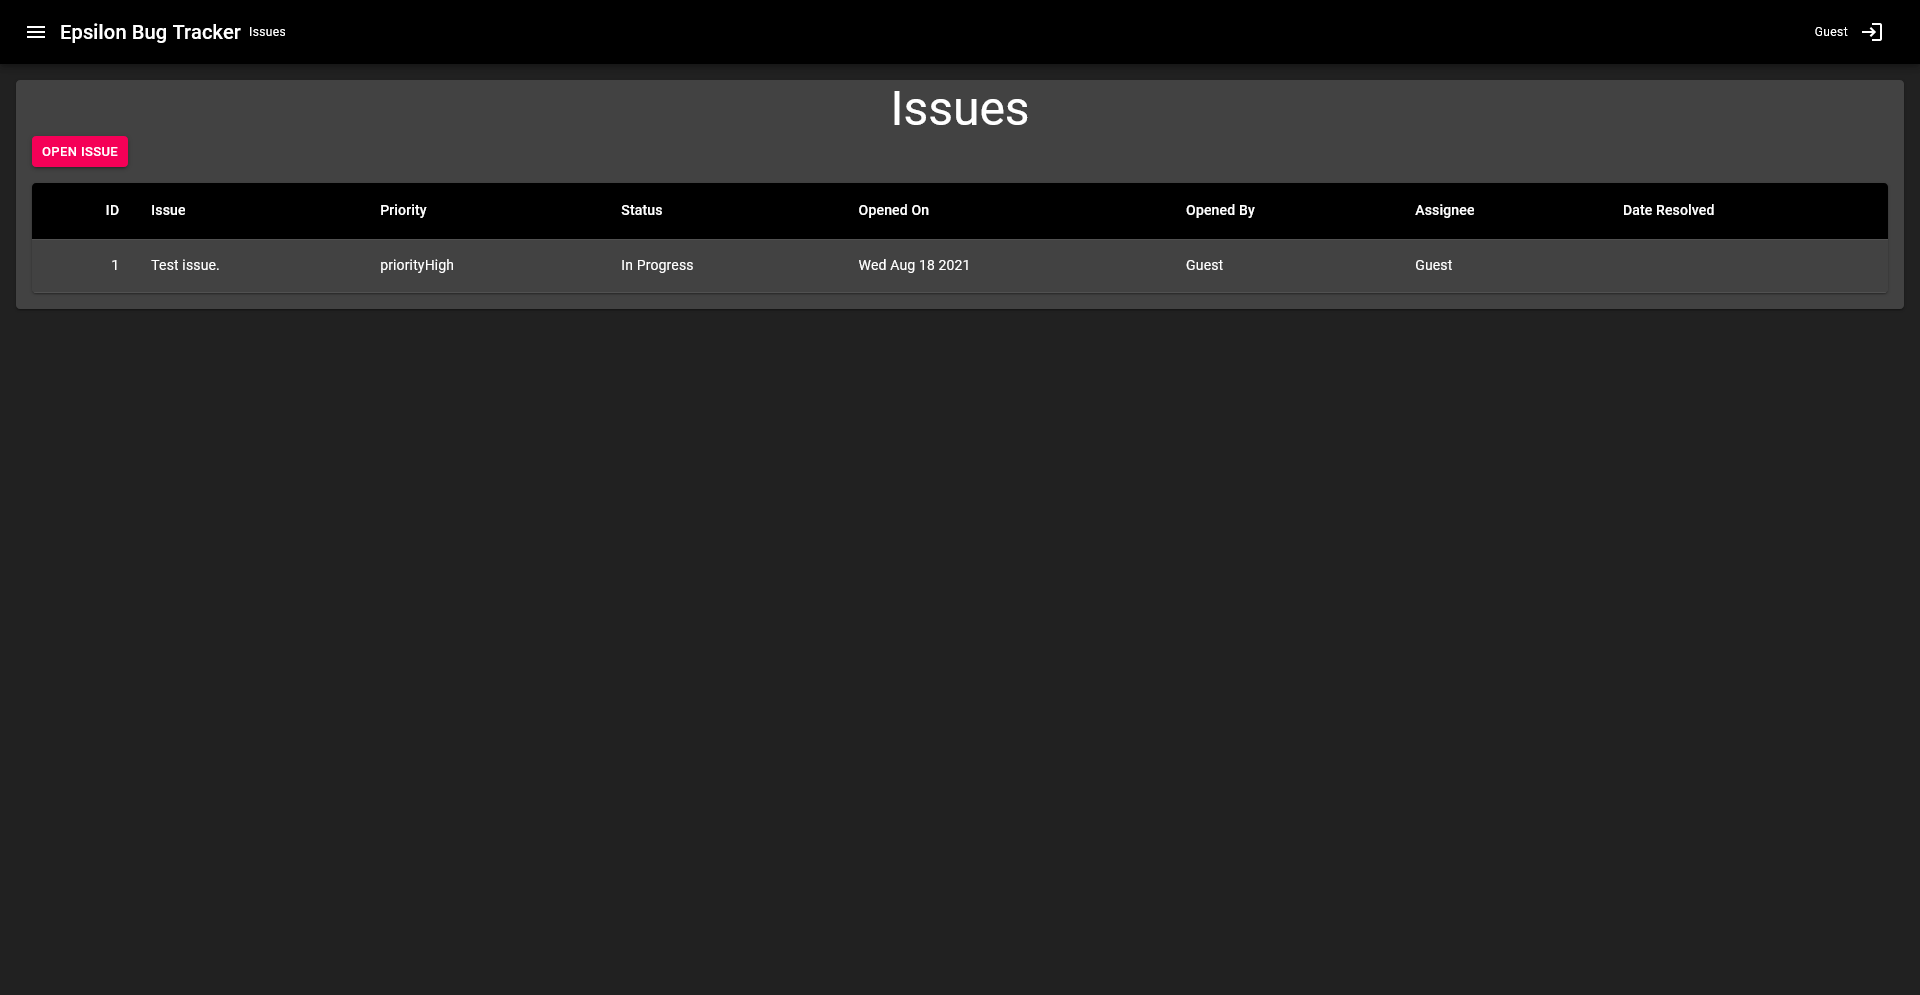 Epsilon Bug Tracker Issues Guest
Issues
OPEN ISSUE
ID Issue Priority Status Opened On Opened By Assignee Date Resolved
1 Test issue. priorityHigh In Progress Wed Aug 18 2021 Guest Guest